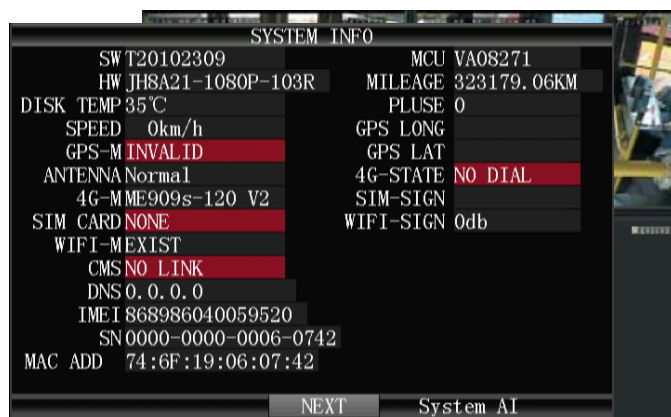 SYSTEM INFO
SW T20102309 MCU VA08271
HW JH8A21-1080P-103R MILEAGE 323179.06KM
DISK TEMP 35℃ PLUSE 0
SPEED 0km/h GPS LONG
GPS-M INVALID GPS LAT
ANTENNA Normal 4G-STATE NO DIAL
4G-M ME909s-120 V2 SIM-SIGN
SIM CARD NONE WIFI-SIGN 0db
WIFI-M EXIST
CMS NO LINK
DNS 0.0.0.0
IMEI 868986040059520
SN 0000-0000-0006-0742
MAC ADD 74:6F:19:06:07:42
NEXT System AI